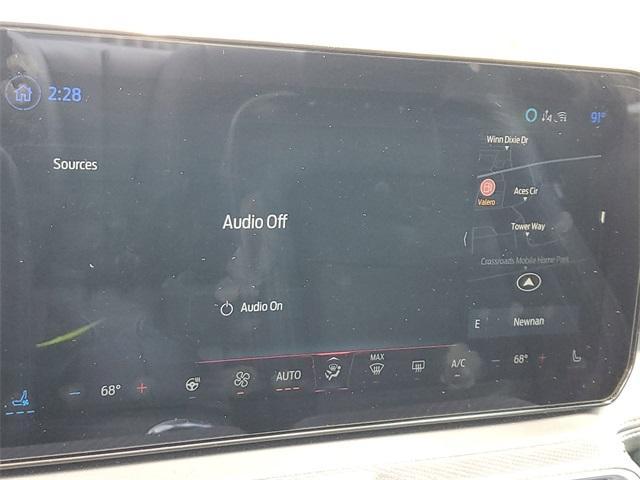 2:28
91°
Winn Dixie Dr
Sources
Valero
Aces Cir
Audio Off
Tower Way
Crossroads Mobile Home Park
Audio On
E Newnan
MAX
68° AUTO A/C 68°